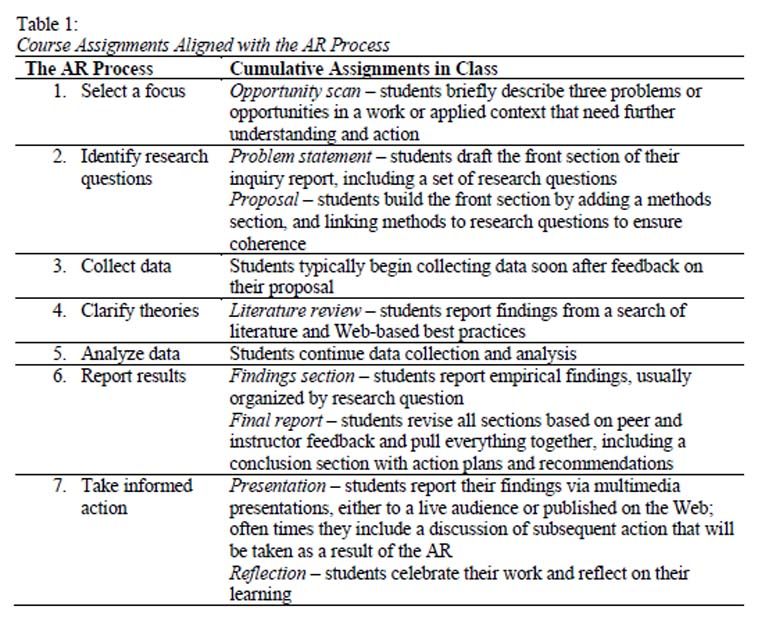 Table 1:
Course Assignments Aligned with the AR Process
The AR Process Cumulative Assignments in Class
1. Select a focus Opportunity scan – students briefly describe three problems or
opportunities in a work or applied context that need further
understanding and action
2. Identify research Problem statement – students draft the front section of their
questions inquiry report, including a set of research questions
Proposal – students build the front section by adding a methods
section, and linking methods to research questions to ensure
coherence
3. Collect data Students typically begin collecting data soon after feedback on
their proposal
4. Clarify theories Literature review – students report findings from a search of
literature and Web-based best practices
5. Analyze data Students continue data collection and analysis
6. Report results Findings section – students report empirical findings, usually
organized by research question
Final report – students revise all sections based on peer and
instructor feedback and pull everything together, including a
conclusion section with action plans and recommendations
7. Take informed Presentation – students report their findings via multimedia
action presentations, either to a live audience or published on the Web;
often times they include a discussion of subsequent action that will
be taken as a result of the AR
Reflection – students celebrate their work and reflect on their
learning